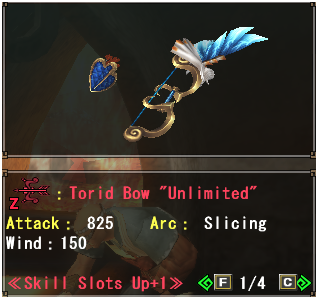 Z : Torid Bow "Unlimited"
Attack : 825 Arc : Slicing
Wind : 150
≪Skill Slots Up+1≫ F 1/4 C